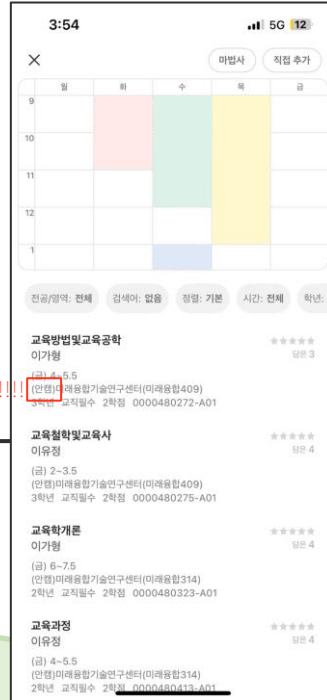 3:54
5G 12
마법사
직접 추가
월 화 수 목 금
9
10
11
12
1
전공/영역: 전체 검색어: 없음 정렬: 기본 시간: 전체 학년:
교육방법및교육공학
이가형
담은 3
(금) 4~5.5
!!!!
(안캠)미래융합기술연구센터(미래융합409)
3학년 교직필수 2학점 0000480272-A01
교육철학및교육사
이유정
담은 4
(금) 2~3.5
(안캠)미래융합기술연구센터(미래융합409)
3학년 교직필수 2학점 0000480275-A01
교육학개론
이가형
담은 4
(금) 6~7.5
(안캠)미래융합기술연구센터(미래융합314)
2학년 교직필수 2학점 0000480323-A01
교육과정
이유정
담은 4
(금) 4~5.5
(안캠)미래융합기술연구센터(미래융합314)
2학년 교직필수 2학점 0000480413-A01